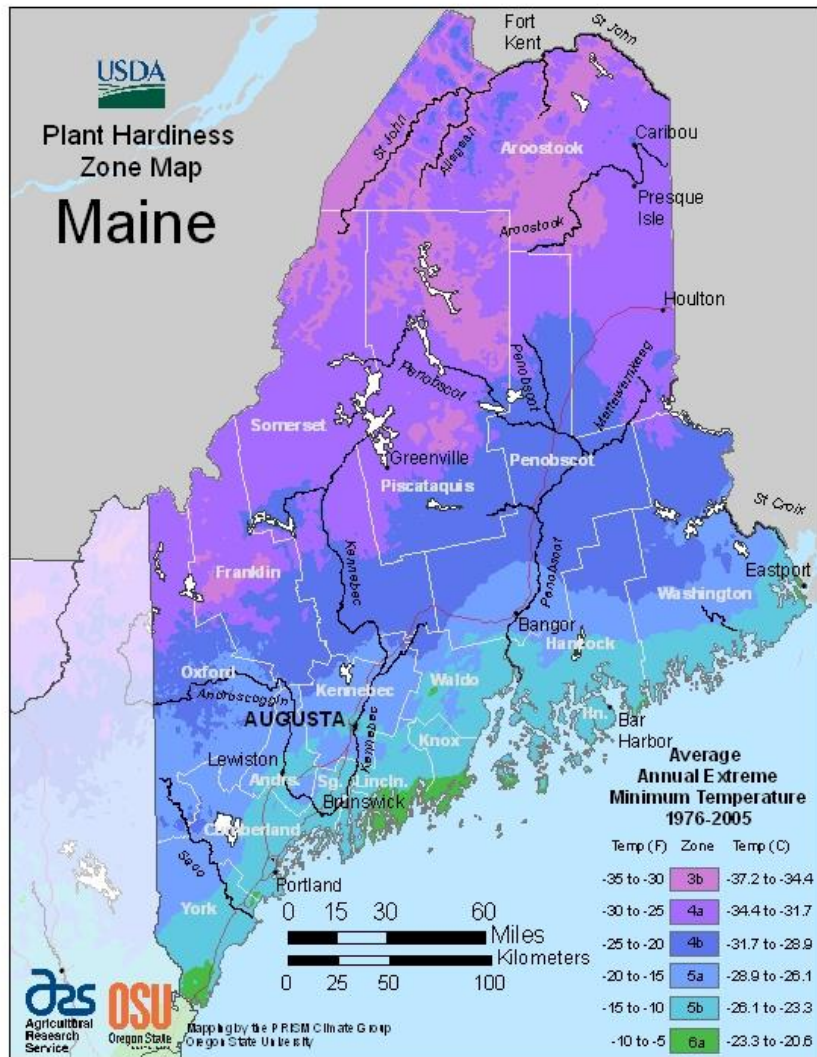 USDA
Plant Hardiness
Zone Map
Maine
Fort
Kent
St John
St John
Allegash
Aroostook
Caribou
Presque
Isle
Aroostook
Houlton
Penobscot
Penobscot
Mattawamkeag
Somerset
Greenville
Piscataquis
Penobscot
St Croix
Franklin
Kennebec
Penobscot
Eastport
Washington
Bangor
Hancock
Oxford
Androscoggin
Kennebec
Waldo
AUGUSTA
Kennebec
Knox
Hn.
Bar
Harbor
Lewiston
Andrs.
Sg.
Lincln.
Brunswick
Cumberland
Saco
Portland
York
0 15 30 60
Miles
Kilometers
0 25 50 100
Average
Annual Extreme
Minimum Temperature
1976-2005
Temp (F) Zone Temp (C)
-35 to -30 3b -37.2 to -34.4
-30 to -25 4a -34.4 to -31.7
-25 to -20 4b -31.7 to -28.9
-20 to -15 5a -28.9 to -26.1
-15 to -10 5b -26.1 to -23.3
-10 to -5 6a -23.3 to -20.6
ars
Agricultural
Research
Service
OSU
Oregon State
Mapping by the PRISM Climate Group
Oregon State University